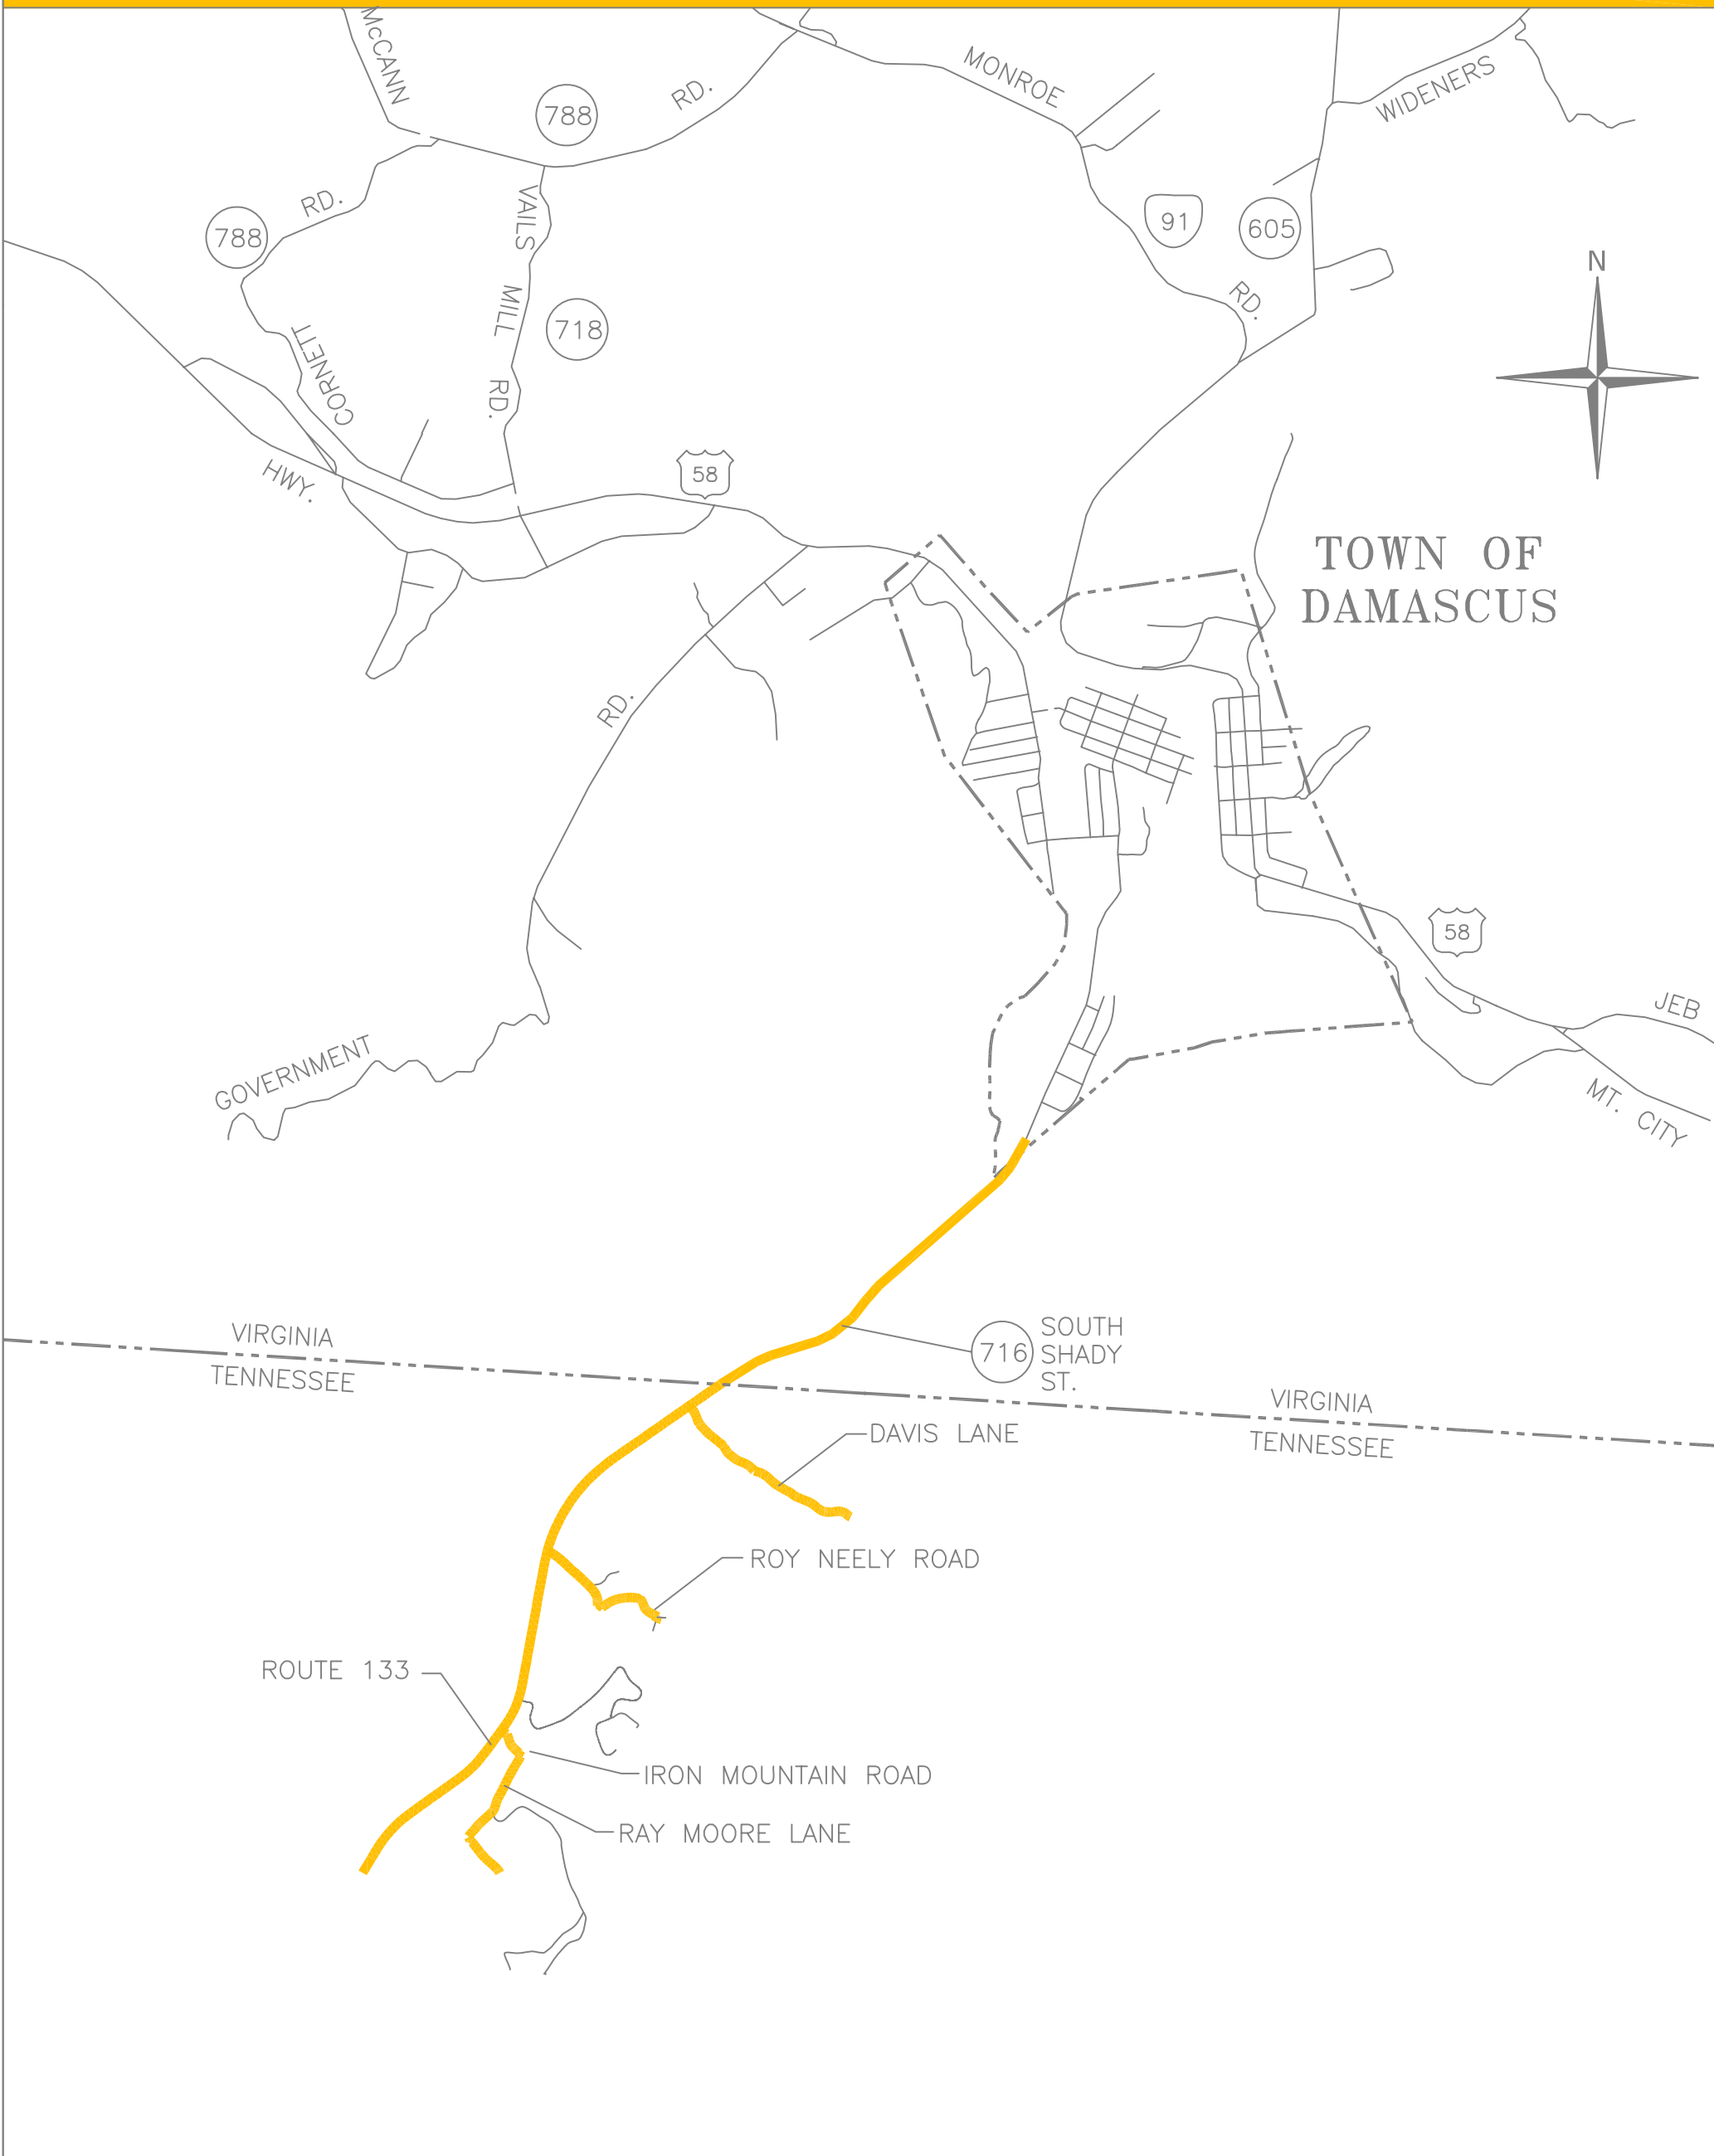 McCANN
788
RD.
MONROE
WIDENERS
RD.
788
VAILS
MILL
RD.
718
91
605
RD.
N
CORNETT
HWY.
58
TOWN OF
DAMASCUS
RD.
58
JEB
GOVERNMENT
MT. CITY
VIRGINIA
TENNESSEE
716
SOUTH
SHADY
ST.
VIRGINIA
TENNESSEE
DAVIS LANE
ROY NEELY ROAD
ROUTE 133
IRON MOUNTAIN ROAD
RAY MOORE LANE